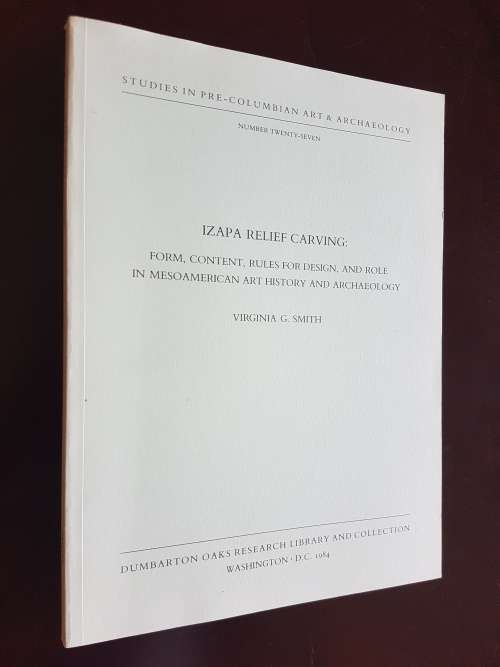 STUDIES IN PRE-COLUMBIAN ART & ARCHAEOLOGY
NUMBER TWENTY-SEVEN
IZAPA RELIEF CARVING:
FORM, CONTENT, RULES FOR DESIGN, AND ROLE
IN MESOAMERICAN ART HISTORY AND ARCHAEOLOGY
VIRGINIA G. SMITH
DUMBARTON OAKS RESEARCH LIBRARY AND COLLECTION
WASHINGTON · D.C. 1984